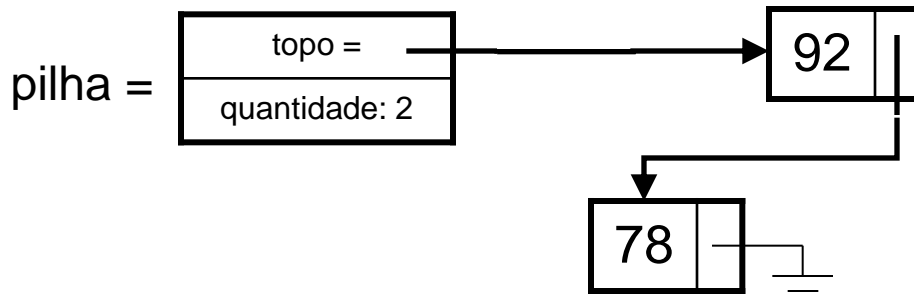 topo =
92
pilha =
quantidade: 2
78